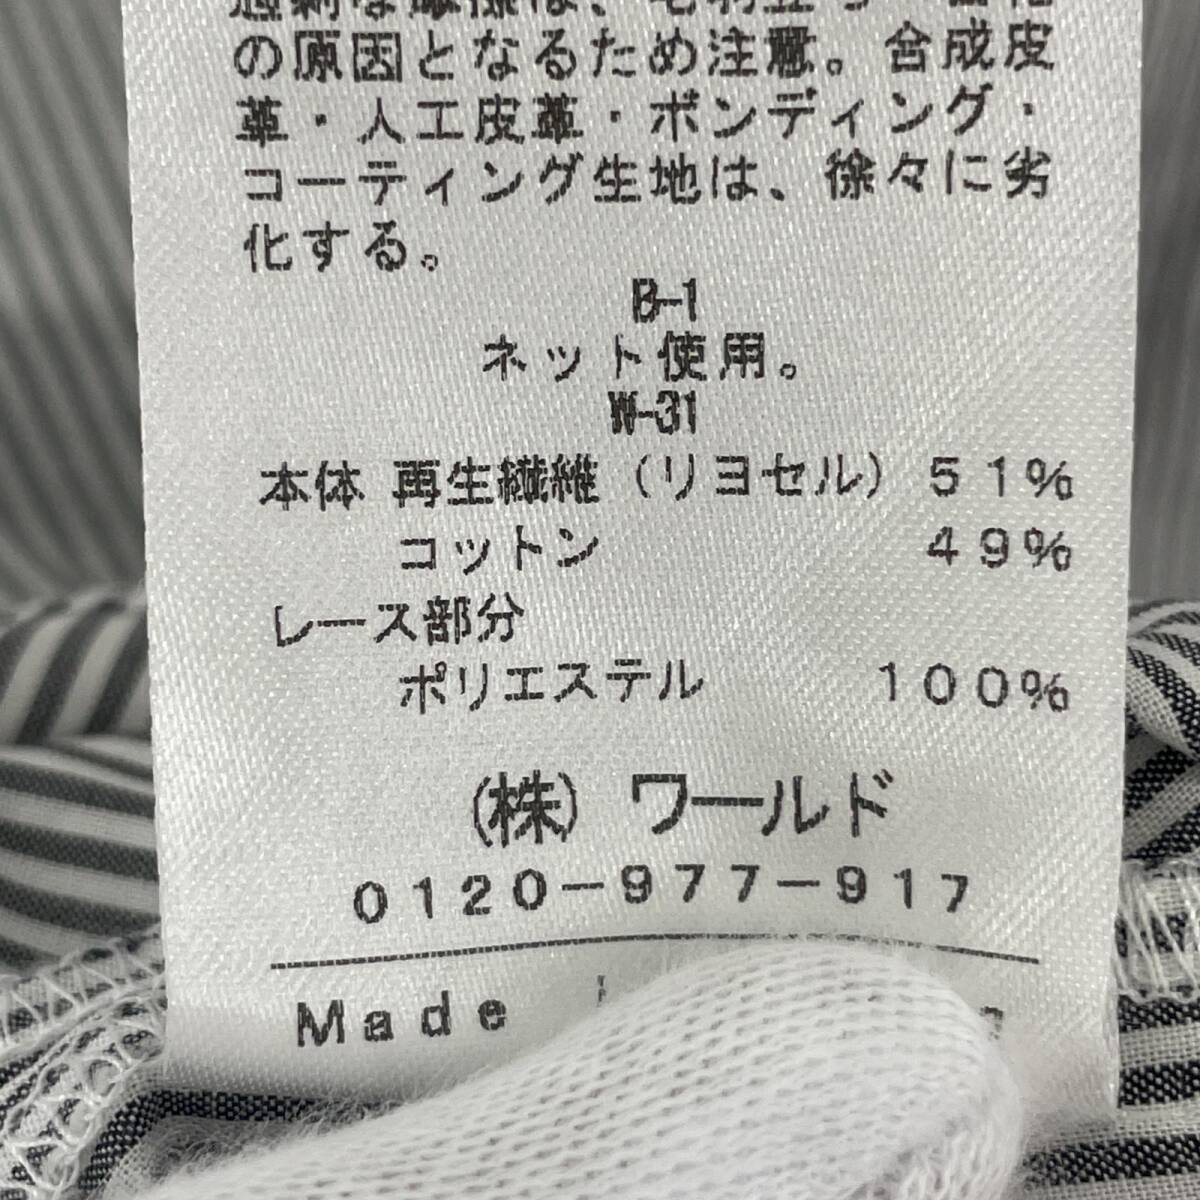 の原因となるため注意。合成皮
革・人工皮革・ボンディング・
コーティング生地は、徐々に劣
化する。
B-1
ネット使用。
W-31
本体 再生繊維(リヨセル) 51%
コットン 49%
レース部分
ポリエステル 100%
(株) ワールド
0120-977-917
Made